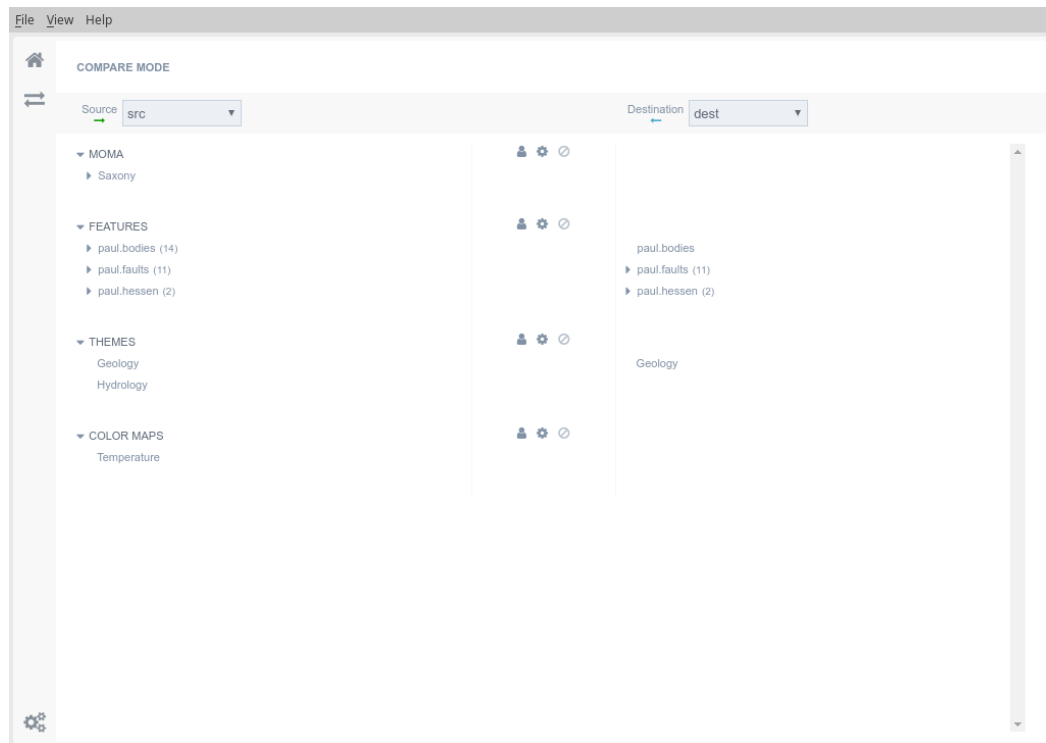 File View Help
COMPARE MODE
Source src Destination dest
MOMA
Saxony
FEATURES
paul.bodies (14) paul.bodies
paul.faults (11) paul.faults (11)
paul.hessen (2) paul.hessen (2)
THEMES
Geology Geology
Hydrology
COLOR MAPS
Temperature